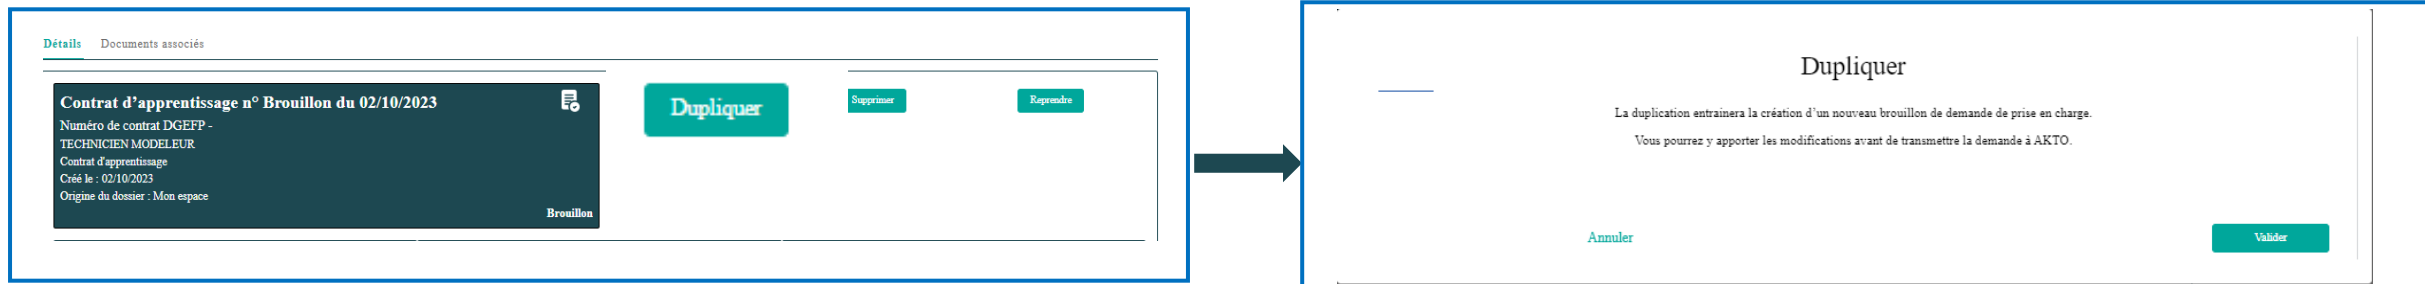 Détails Documents associés
Contrat d’apprentissage n° Brouillon du 02/10/2023
Numéro de contrat DGEFP -
TECHNICIEN MODELEUR
Contrat d'apprentissage
Créé le : 02/10/2023
Origine du dossier : Mon espace
Brouillon
Dupliquer
Supprimer
Reprendre
Dupliquer
La duplication entrainera la création d’un nouveau brouillon de demande de prise en charge.
Vous pourrez y apporter les modifications avant de transmettre la demande à AKTO.
Annuler
Valider